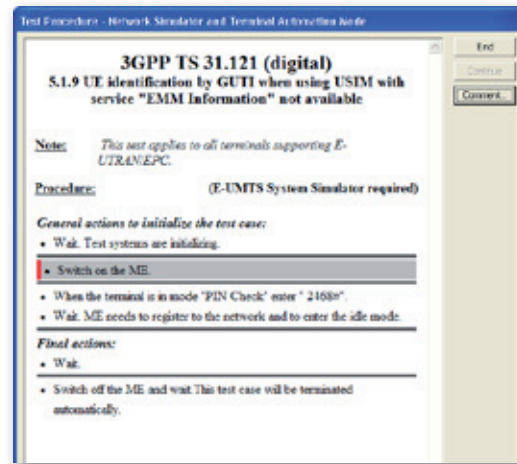 Test Procedure - Network Simulator and Terminal Automation Mode
3GPP TS 31.121 (digital)
5.1.9 UE identification by GUTI when using USIM with
service "EMM Information" not available
Note: This test applies to all terminals supporting E-
UTRAN/EPC.
Procedure: (E-UMTS System Simulator required)
General actions to initialize the test case:
• Wait. Test systems are initializing.
• Switch on the ME.
• When the terminal is in mode "PIN Check" enter " 2468#".
• Wait. ME needs to register to the network and to enter the idle mode.
Final actions:
• Wait.
• Switch off the ME and wait.This test case will be terminated
automatically.
End
Continue
Comment...